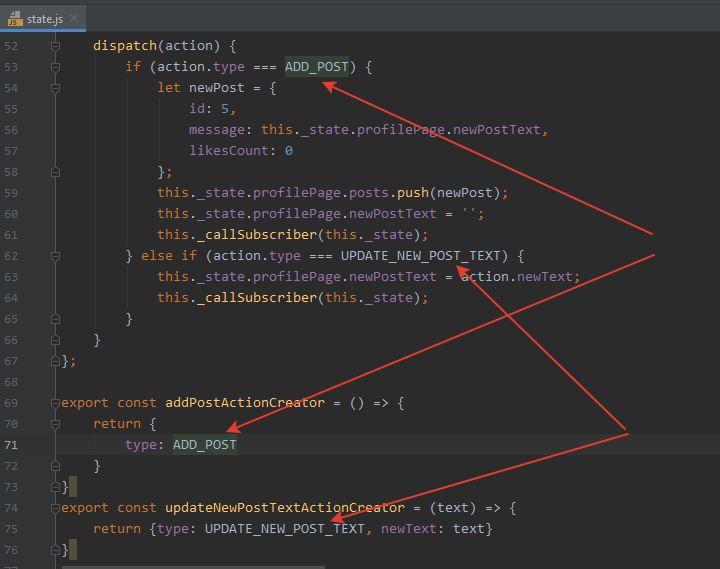 state.js
52 dispatch(action) {
53 if (action.type === ADD_POST) {
54 let newPost = {
55 id: 5,
56 message: this._state.profilePage.newPostText,
57 likesCount: 0
58 };
59 this._state.profilePage.posts.push(newPost);
60 this._state.profilePage.newPostText = '';
61 this._callSubscriber(this._state);
62 } else if (action.type === UPDATE_NEW_POST_TEXT) {
63 this._state.profilePage.newPostText = action.newText;
64 this._callSubscriber(this._state);
65 }
66 }
67 };
68
69 export const addPostActionCreator = () => {
70 return {
71 type: ADD_POST
72 }
73 }
74 export const updateNewPostTextActionCreator = (text) => {
75 return {type: UPDATE_NEW_POST_TEXT, newText: text}
76 }